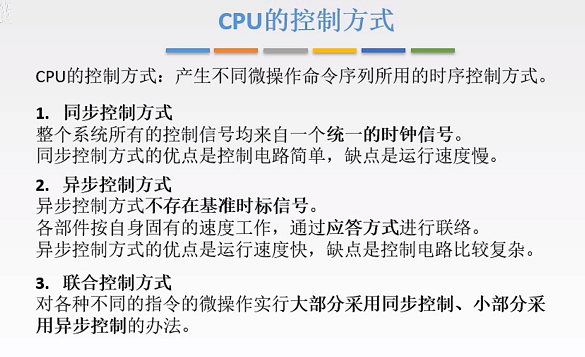 CPU的控制方式
CPU的控制方式：产生不同微操作命令序列所用的时序控制方式。
1. 同步控制方式
整个系统所有的控制信号均来自一个统一的时钟信号。
同步控制方式的优点是控制电路简单，缺点是运行速度慢。
2. 异步控制方式
异步控制方式不存在基准时标信号。
各部件按自身固有的速度工作，通过应答方式进行联络。
异步控制方式的优点是运行速度快，缺点是控制电路比较复杂。
3. 联合控制方式
对各种不同的指令的微操作实行大部分采用同步控制、小部分采
用异步控制的办法。